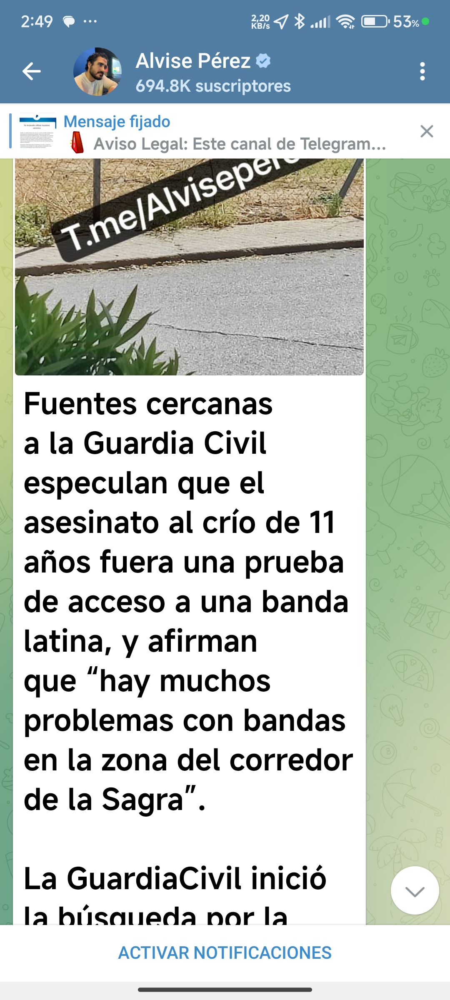 2:49
2,20 KB/s
53%
Alvise Pérez
694.8K suscriptores
Mensaje fijado
Aviso Legal: Este canal de Telegram...
T.me/Alvisepere
Fuentes cercanas
a la Guardia Civil
especulan que el
asesinato al crío de 11
años fuera una prueba
de acceso a una banda
latina, y afirman
que “hay muchos
problemas con bandas
en la zona del corredor
de la Sagra”.
La GuardiaCivil inició
la búsqueda por la
ACTIVAR NOTIFICACIONES